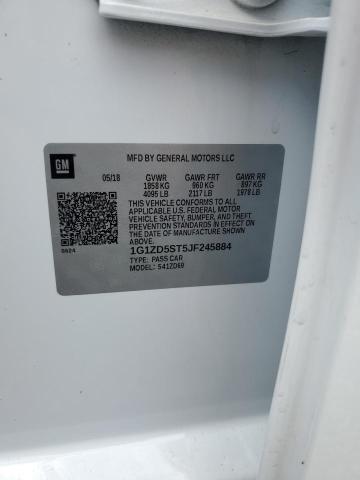 GM
MFD BY GENERAL MOTORS LLC
05/18 GVWR GAWR FRT GAWR RR
1858 KG 960 KG 897 KG
4095 LB 2117 LB 1978 LB
THIS VEHICLE CONFORMS TO ALL
APPLICABLE U.S. FEDERAL MOTOR
VEHICLE SAFETY, BUMPER, AND THEFT
PREVENTION STANDARDS IN EFFECT
ON THE DATE OF MANUFACTURE
SHOWN ABOVE.
0624
1G1ZD5ST5JF245884
TYPE: PASS CAR
MODEL: 541ZD69